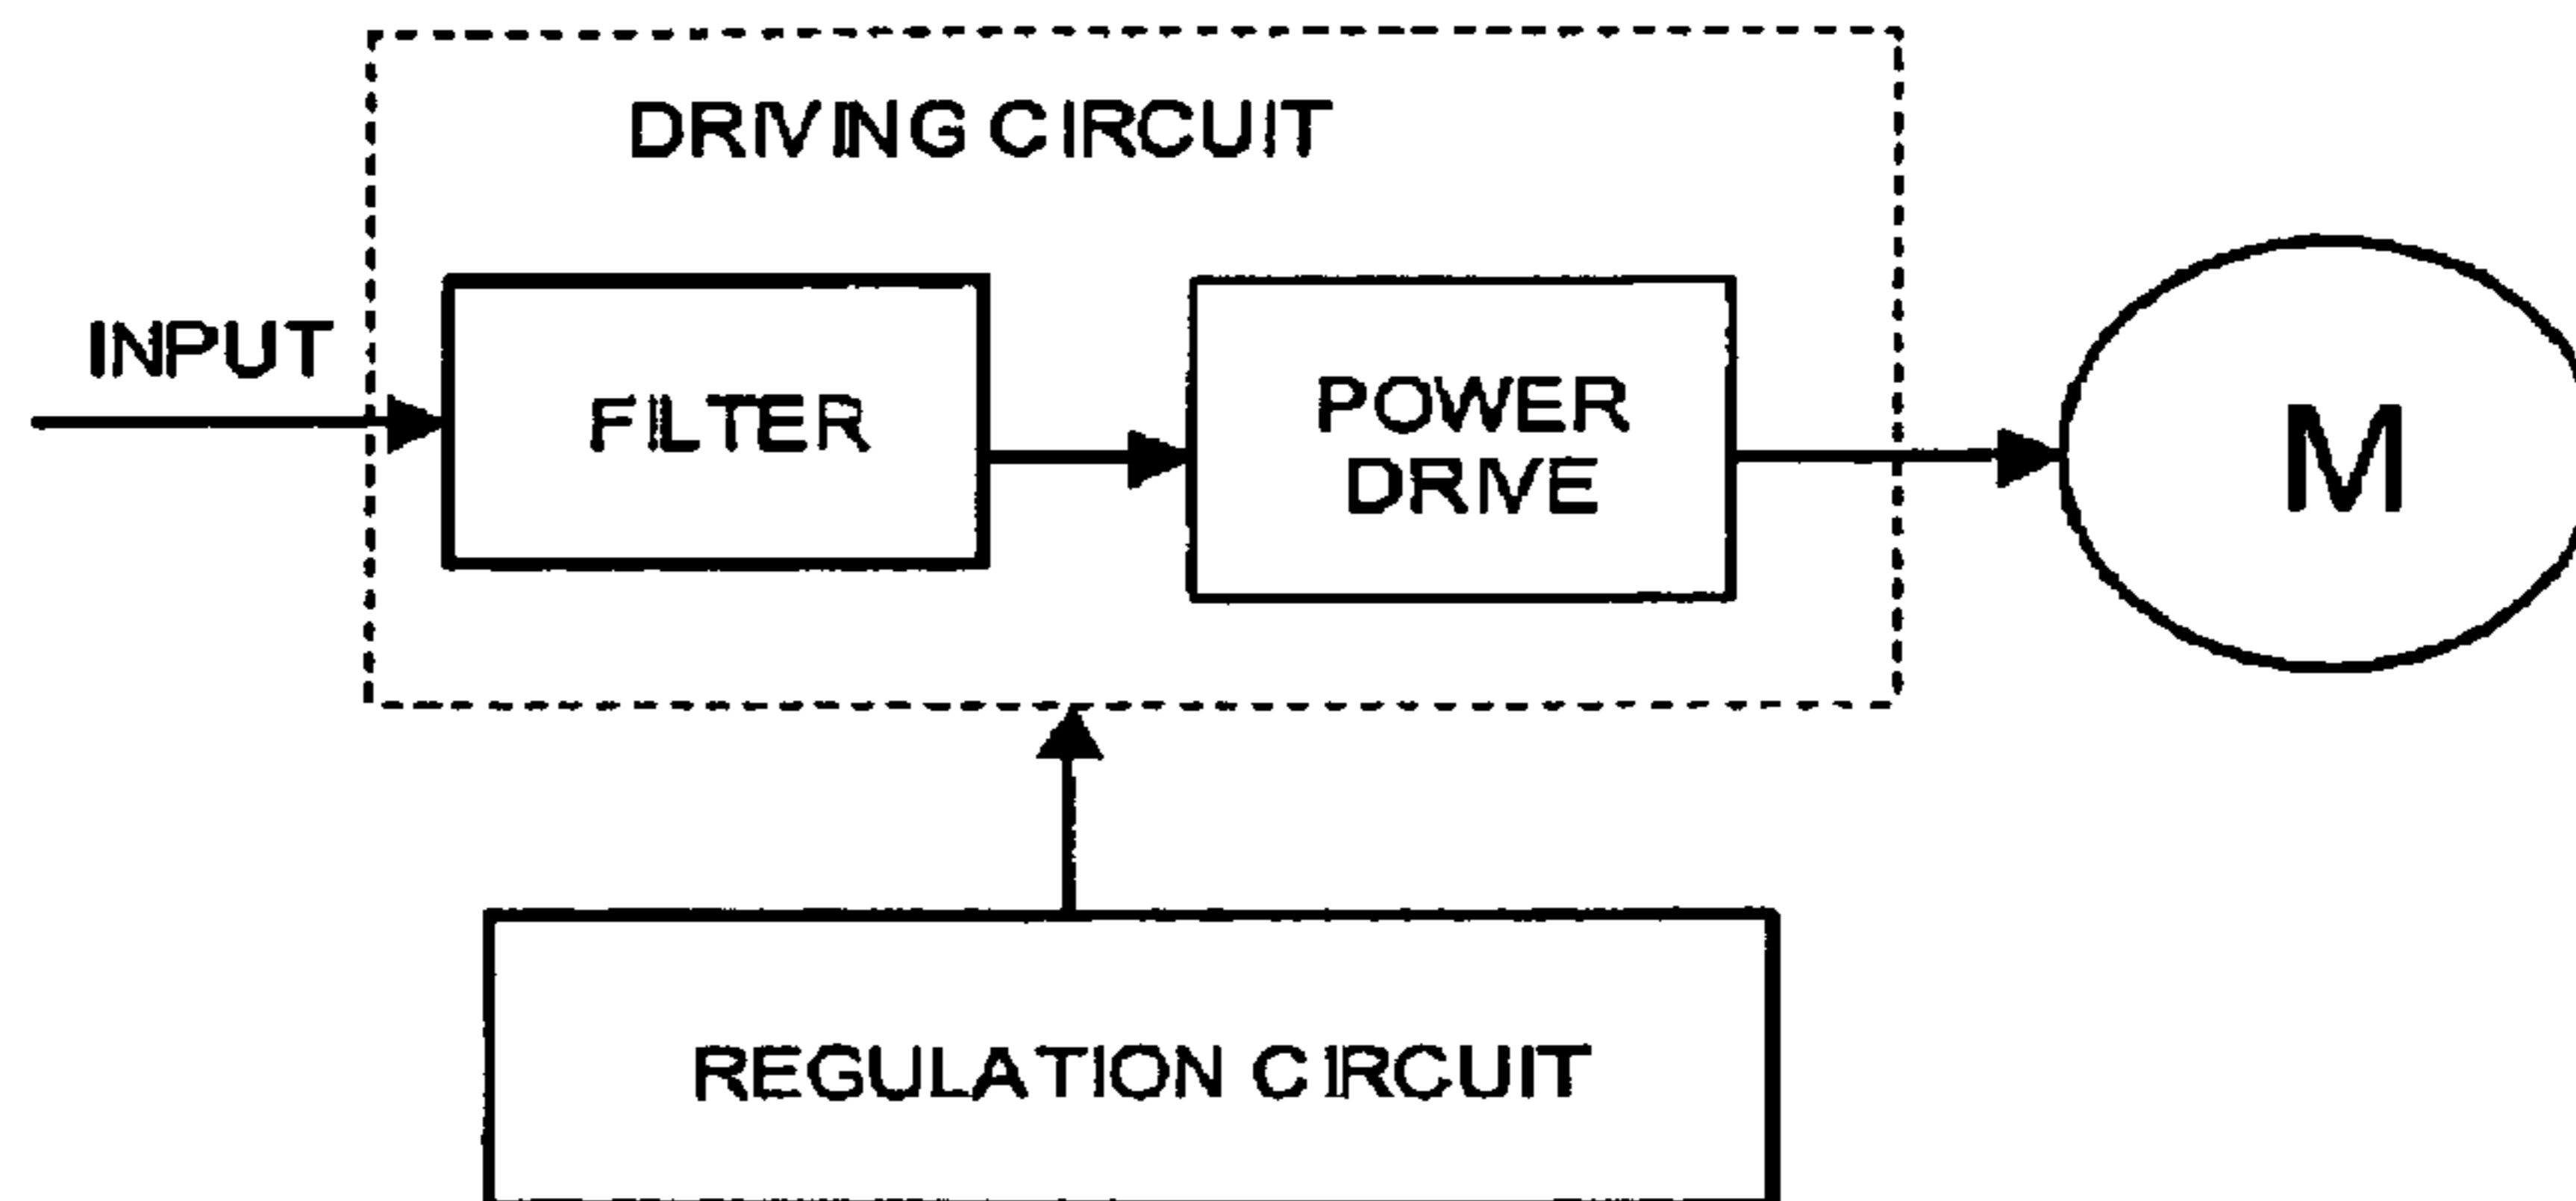 DRIVING CIRCUIT
INPUT
FILTER
POWER
DRIVE
M
REGULATION CIRCUIT